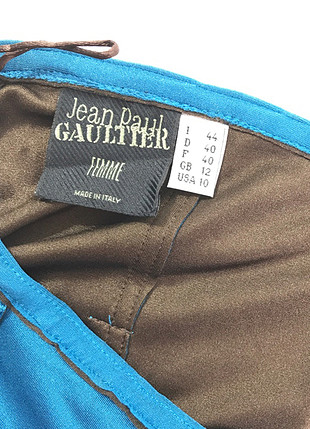 Jean Paul
GAULTIER
FEMME
MADE IN ITALY
I 44
D 40
F 40
GB 12
USA 10